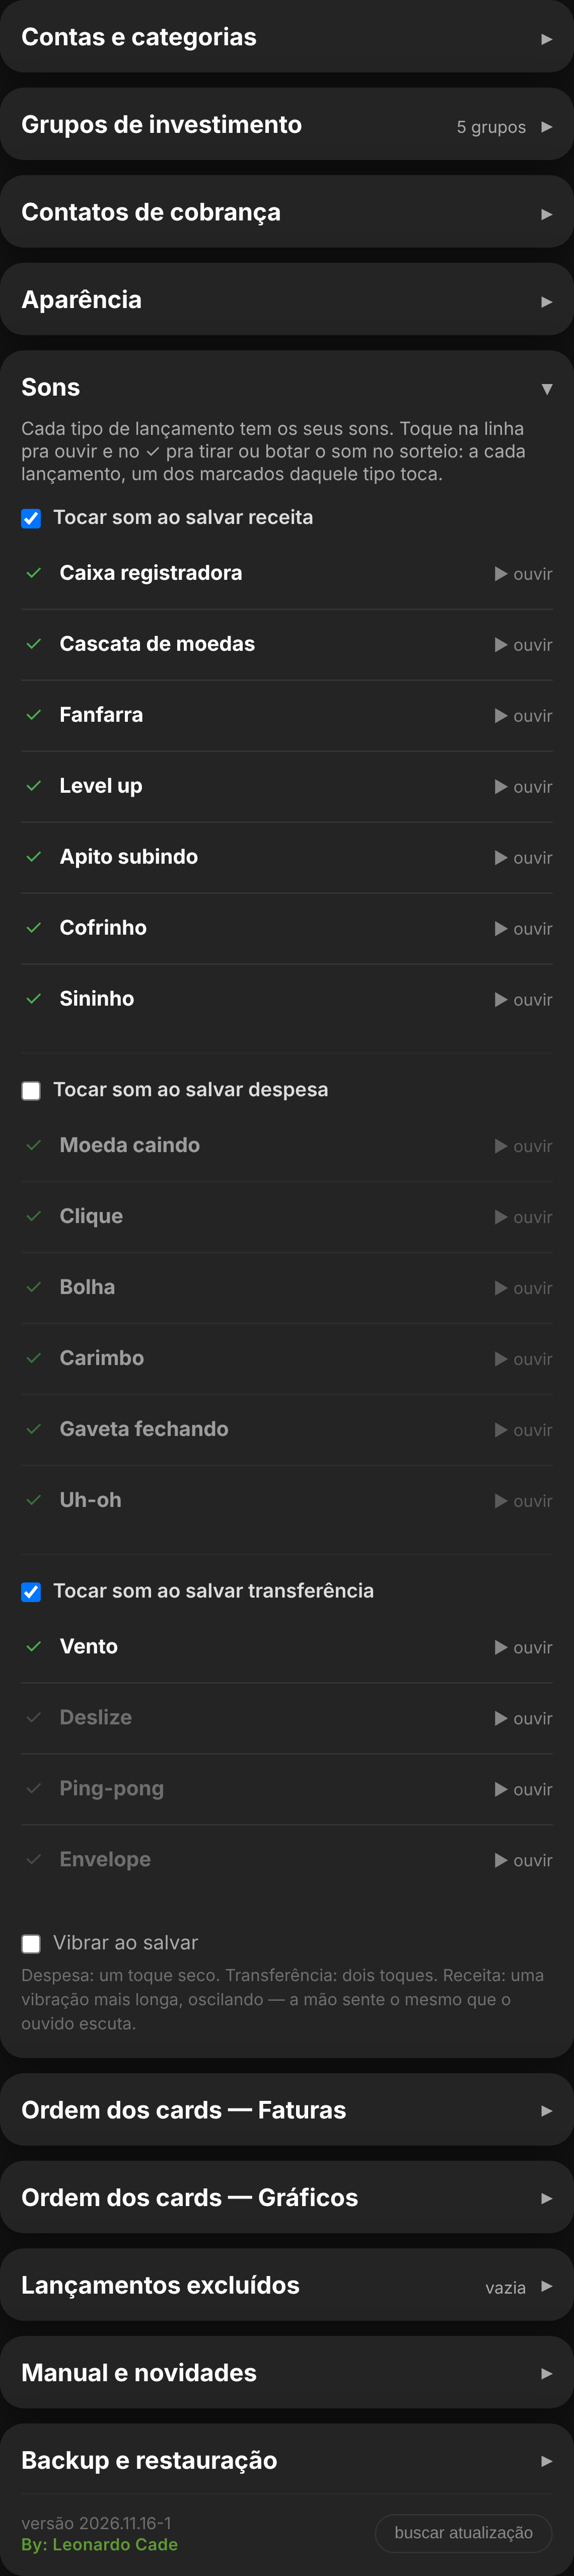 Contas e categorias ▸
Grupos de investimento 5 grupos ▸
Contatos de cobrança ▸
Aparência ▸
Sons ▾
Cada tipo de lançamento tem os seus sons. Toque na linha
pra ouvir e no ✓ pra tirar ou botar o som no sorteio: a cada
lançamento, um dos marcados daquele tipo toca.
Tocar som ao salvar receita
✓ Caixa registradora ▶ ouvir
✓ Cascata de moedas ▶ ouvir
✓ Fanfarra ▶ ouvir
✓ Level up ▶ ouvir
✓ Apito subindo ▶ ouvir
✓ Cofrinho ▶ ouvir
✓ Sininho ▶ ouvir
Tocar som ao salvar despesa
✓ Moeda caindo ▶ ouvir
✓ Clique ▶ ouvir
✓ Bolha ▶ ouvir
✓ Carimbo ▶ ouvir
✓ Gaveta fechando ▶ ouvir
✓ Uh-oh ▶ ouvir
Tocar som ao salvar transferência
✓ Vento ▶ ouvir
✓ Deslize ▶ ouvir
✓ Ping-pong ▶ ouvir
✓ Envelope ▶ ouvir
Vibrar ao salvar
Despesa: um toque seco. Transferência: dois toques. Receita: uma
vibração mais longa, oscilando — a mão sente o mesmo que o
ouvido escuta.
Ordem dos cards — Faturas ▸
Ordem dos cards — Gráficos ▸
Lançamentos excluídos vazia ▸
Manual e novidades ▸
Backup e restauração ▸
versão 2026.11.16-1
By: Leonardo Cade
buscar atualização